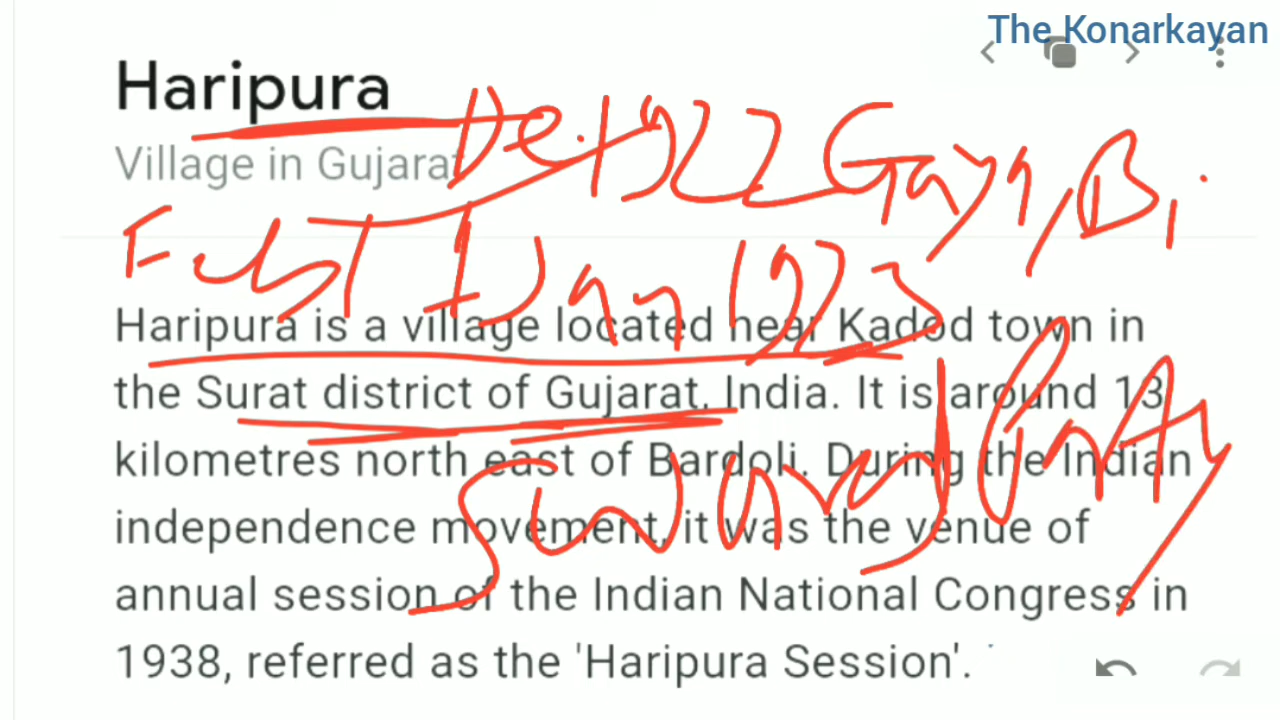 The Konarkayan
Haripura
De. 1922 Gaya, Bi.
Village in Gujarat
Jan 1923
Haripura is a village located near Kadod town in
the Surat district of Gujarat, India. It is around 13
kilometres north east of Bardoli. During the Indian
Swaraj Party
independence movement, it was the venue of
annual session of the Indian National Congress in
1938, referred as the 'Haripura Session'.